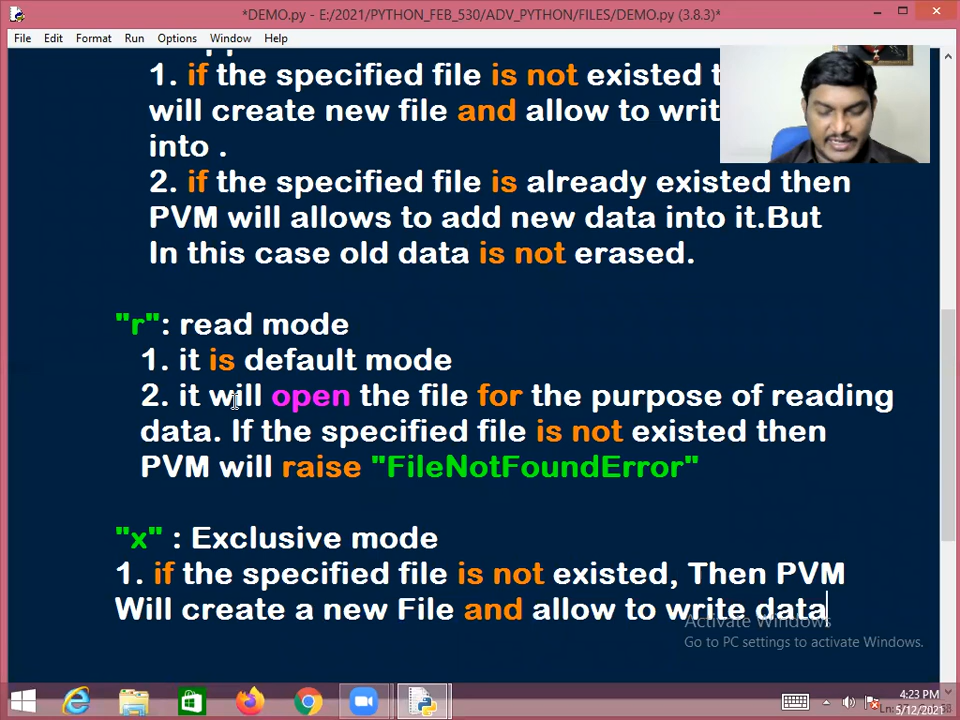 *DEMO.py - E:/2021/PYTHON_FEB_530/ADV_PYTHON/FILES/DEMO.py (3.8.3)*
File Edit Format Run Options Window Help
1. if the specified file is not existed
will create new file and allow to
into .
2. if the specified file is already existed then
PVM will allows to add new data into it.But
In this case old data is not erased.
"r": read mode
1. it is default mode
2. it will open the file for the purpose of reading
data. If the specified file is not existed then
PVM will raise "FileNotFoundError"
"x" : Exclusive mode
1. if the specified file is not existed, Then PVM
Will create a new File and allow to write data
Activate Windows
Go to PC settings to activate Windows.
4:23 PM
5/12/2021